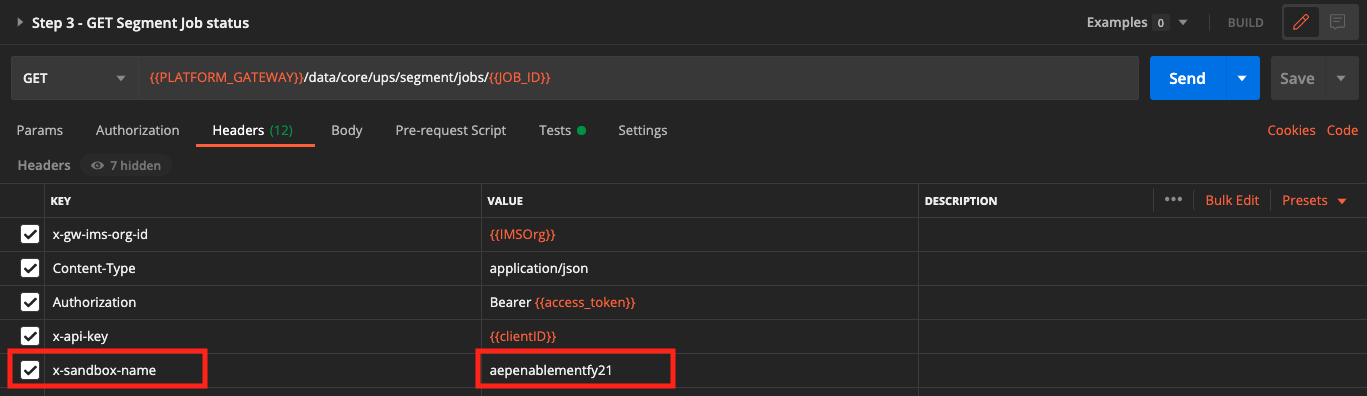 Step 3 - GET Segment Job status Examples 0 BUILD
GET {{PLATFORM_GATEWAY}}/data/core/ups/segment/jobs/{{JOB_ID}} Send Save
Params Authorization Headers (12) Body Pre-request Script Tests Settings Cookies Code
Headers 7 hidden
KEY VALUE DESCRIPTION ••• Bulk Edit Presets
x-gw-ims-org-id {{IMSOrg}}
Content-Type application/json
Authorization Bearer {{access_token}}
x-api-key {{clientID}}
x-sandbox-name aepenablementfy21